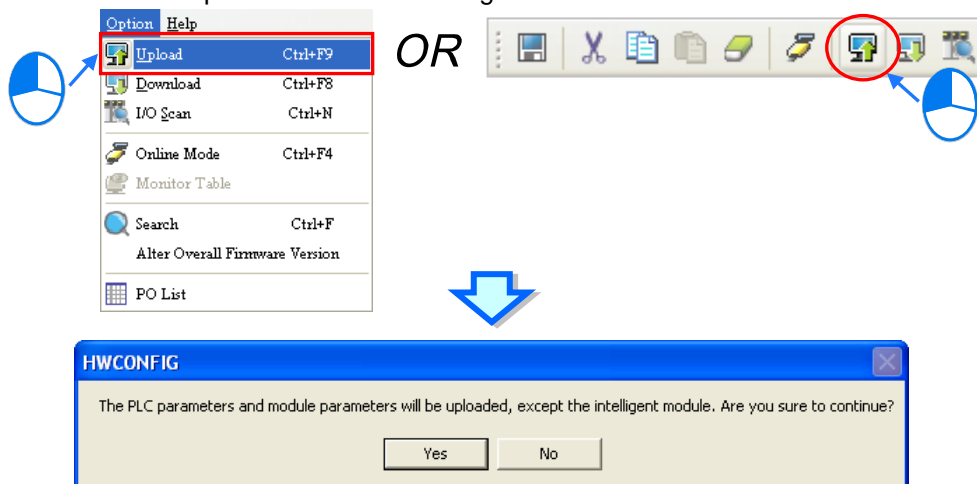 Option Help
Upload Ctrl+F9
Download Ctrl+F8
I/O Scan Ctrl+N
Online Mode Ctrl+F4
Monitor Table
Search Ctrl+F
Alter Overall Firmware Version
PO List
OR
HWCONFIG
The PLC parameters and module parameters will be uploaded, except the intelligent module. Are you sure to continue?
Yes No